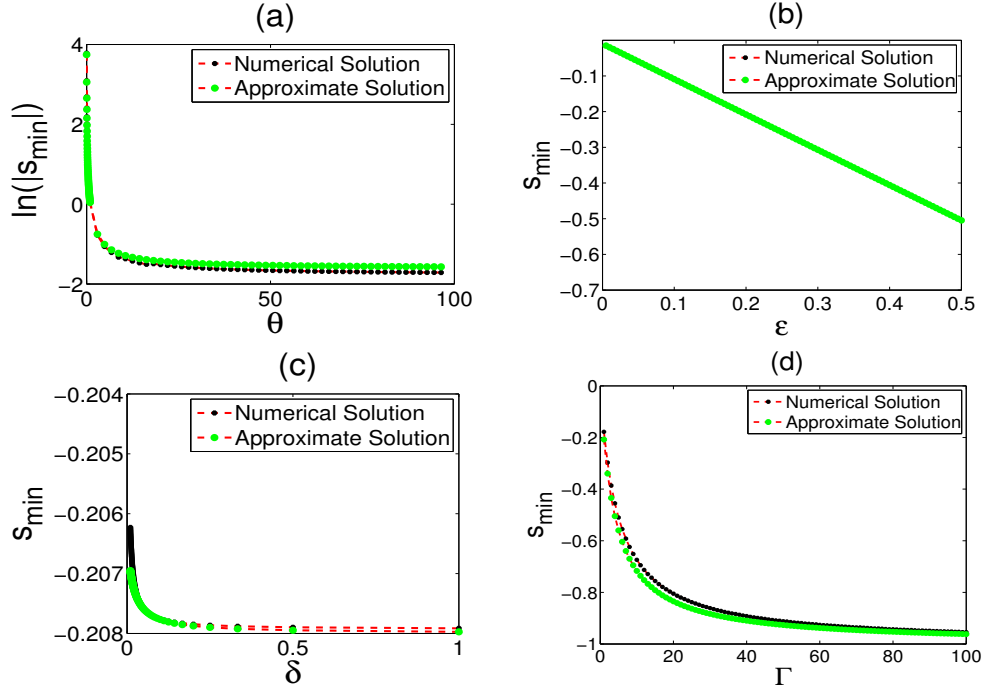 (a)
4
2
0
−2
0
50
100
ln(|s_min|)
θ
Numerical Solution
Approximate Solution
(b)
−0.1
−0.2
−0.3
−0.4
−0.5
−0.6
−0.7
0
0.1
0.2
0.3
0.4
0.5
s_min
ε
Numerical Solution
Approximate Solution
(c)
−0.204
−0.205
−0.206
−0.207
−0.208
0
0.5
1
s_min
δ
Numerical Solution
Approximate Solution
(d)
0
−0.2
−0.4
−0.6
−0.8
−1
0
20
40
60
80
100
s_min
Γ
Numerical Solution
Approximate Solution